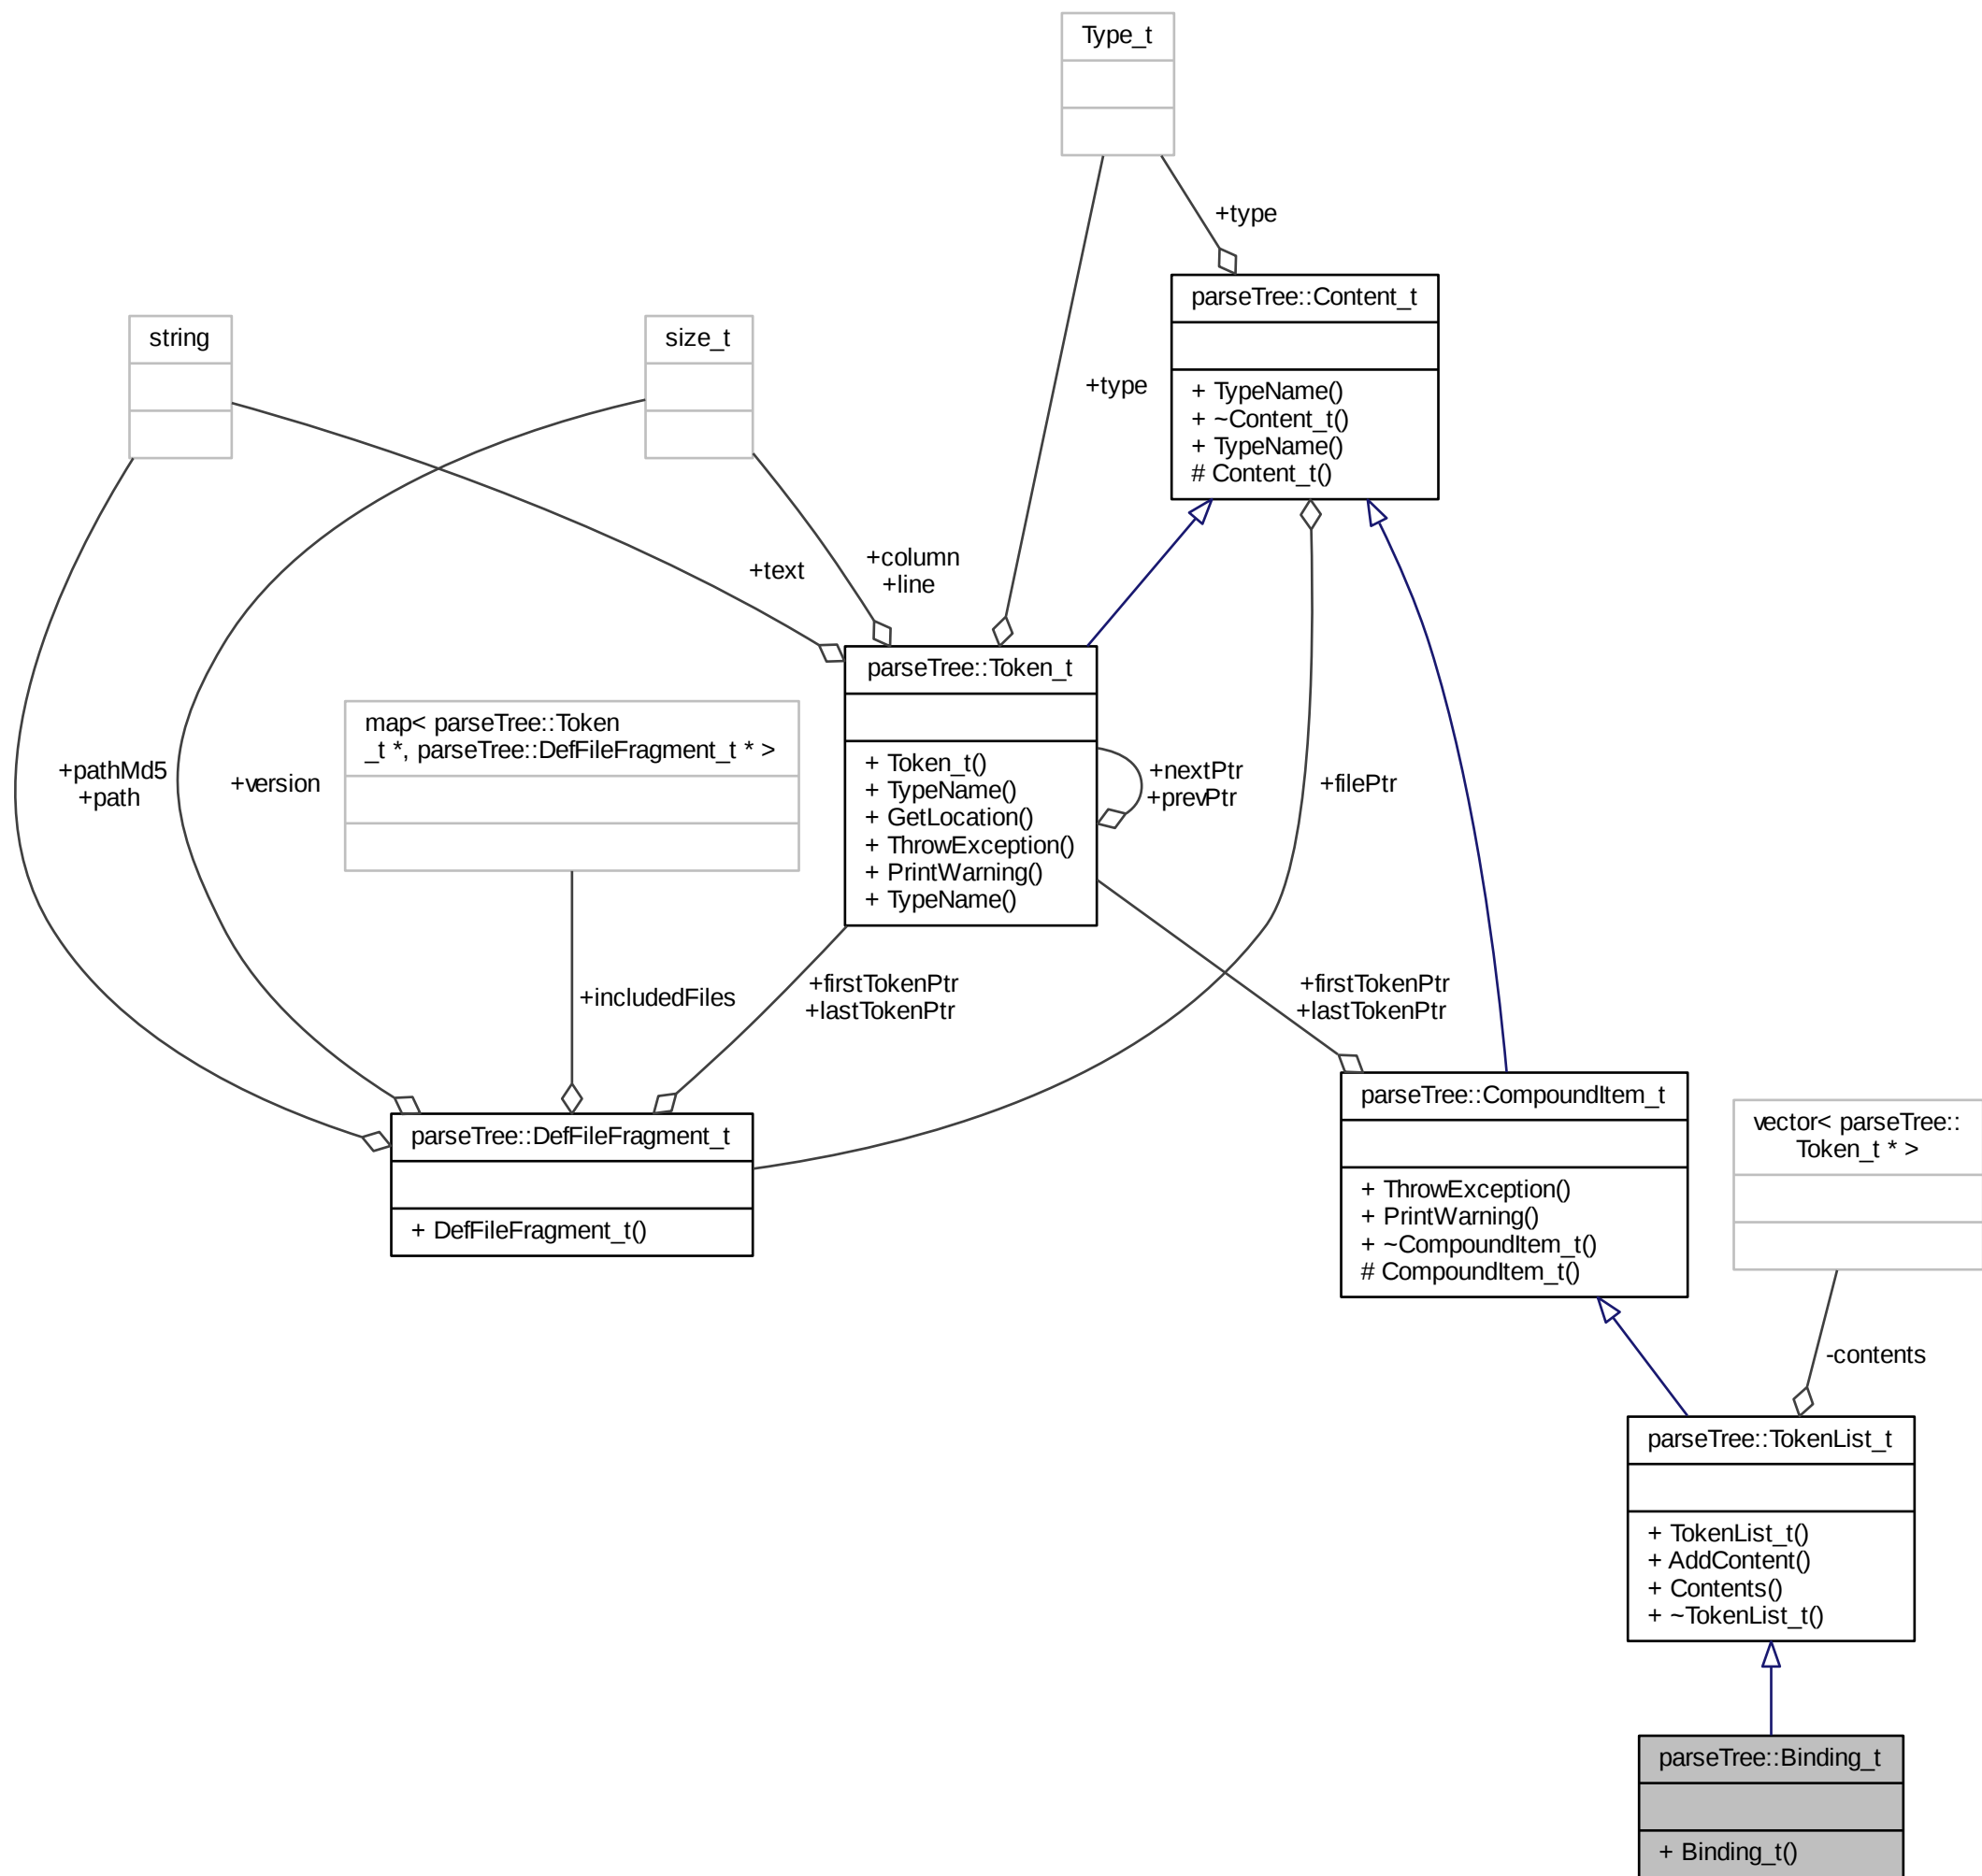 Type_t
+type
parseTree::Content_t
+ TypeName()
+ ~Content_t()
+ TypeName()
# Content_t()
string
size_t
+type
+text
+column
+line
parseTree::Token_t
+ Token_t()
+ TypeName()
+ GetLocation()
+ ThrowException()
+ PrintWarning()
+ TypeName()
map< parseTree::Token
_t *, parseTree::DefFileFragment_t * >
+pathMd5
+path
+version
+nextPtr
+prevPtr
+filePtr
+includedFiles
+firstTokenPtr
+lastTokenPtr
+firstTokenPtr
+lastTokenPtr
parseTree::DefFileFragment_t
+ DefFileFragment_t()
parseTree::CompoundItem_t
+ ThrowException()
+ PrintWarning()
+ ~CompoundItem_t()
# CompoundItem_t()
vector< parseTree::
Token_t * >
-contents
parseTree::TokenList_t
+ TokenList_t()
+ AddContent()
+ Contents()
+ ~TokenList_t()
parseTree::Binding_t
+ Binding_t()